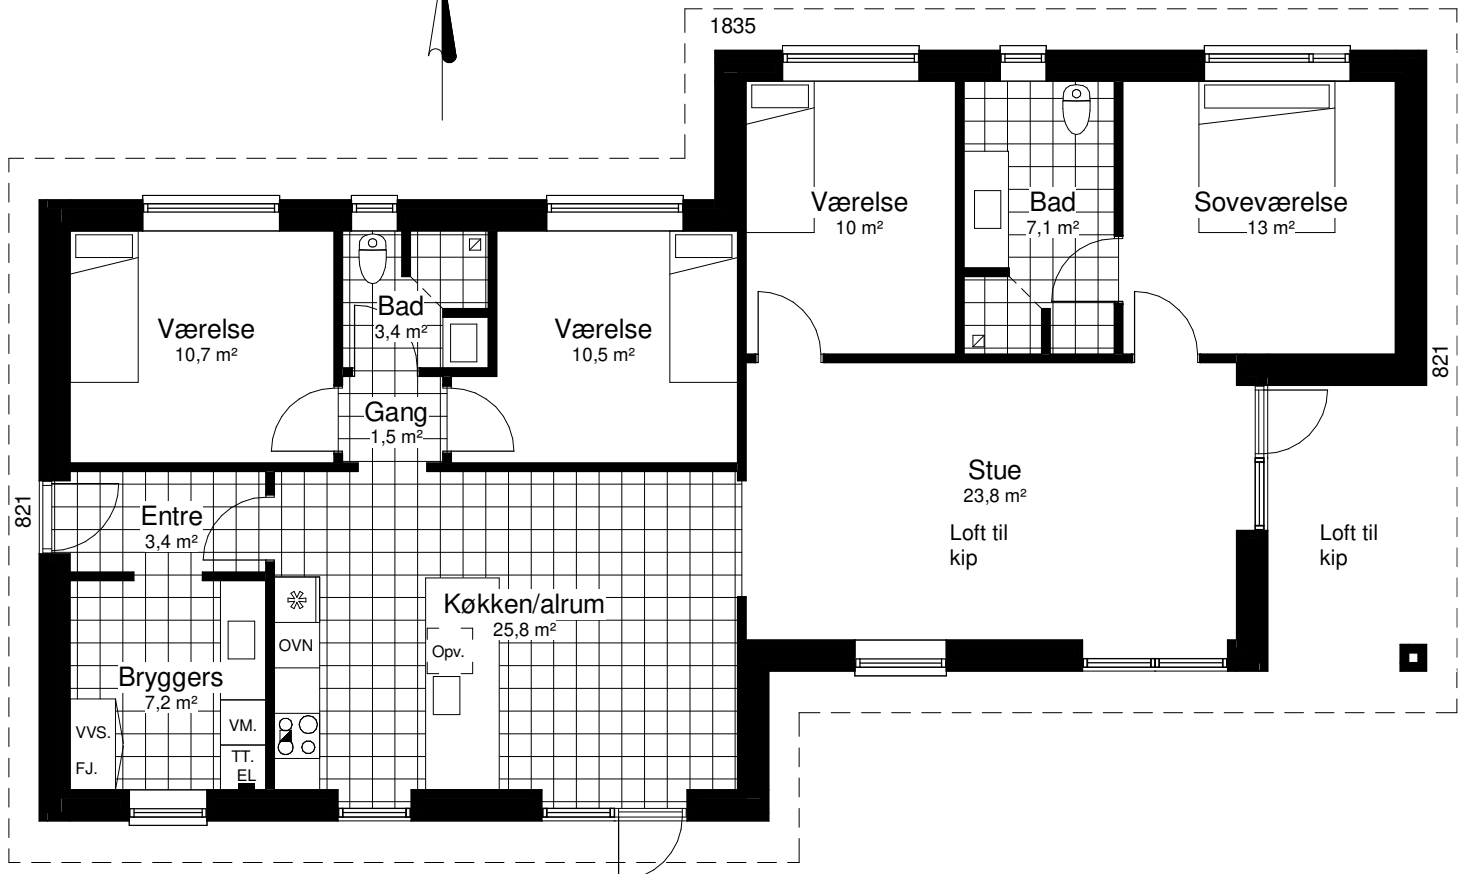 1835
Værelse
10 m²
Bad
7,1 m²
Soveværelse
13 m²
Værelse
10,7 m²
Bad
3,4 m²
Værelse
10,5 m²
821
Gang
1,5 m²
Stue
23,8 m²
Loft til
kip
Loft til
kip
821
Entre
3,4 m²
Køkken/alrum
25,8 m²
OVN
Opv.
Bryggers
7,2 m²
VVS.
FJ.
VM.
TT.
EL